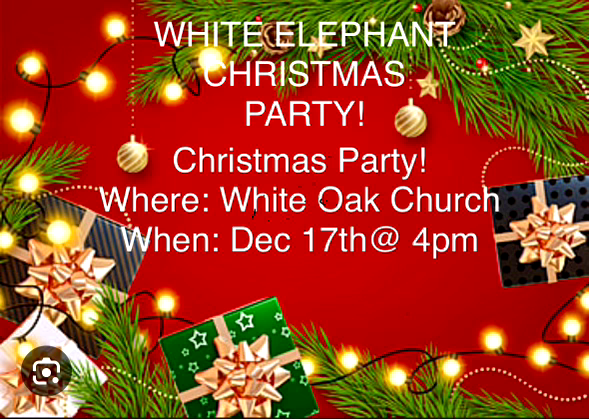 WHITE ELEPHANT
CHRISTMAS
PARTY!
Christmas Party!
Where: White Oak Church
When: Dec 17th@ 4pm